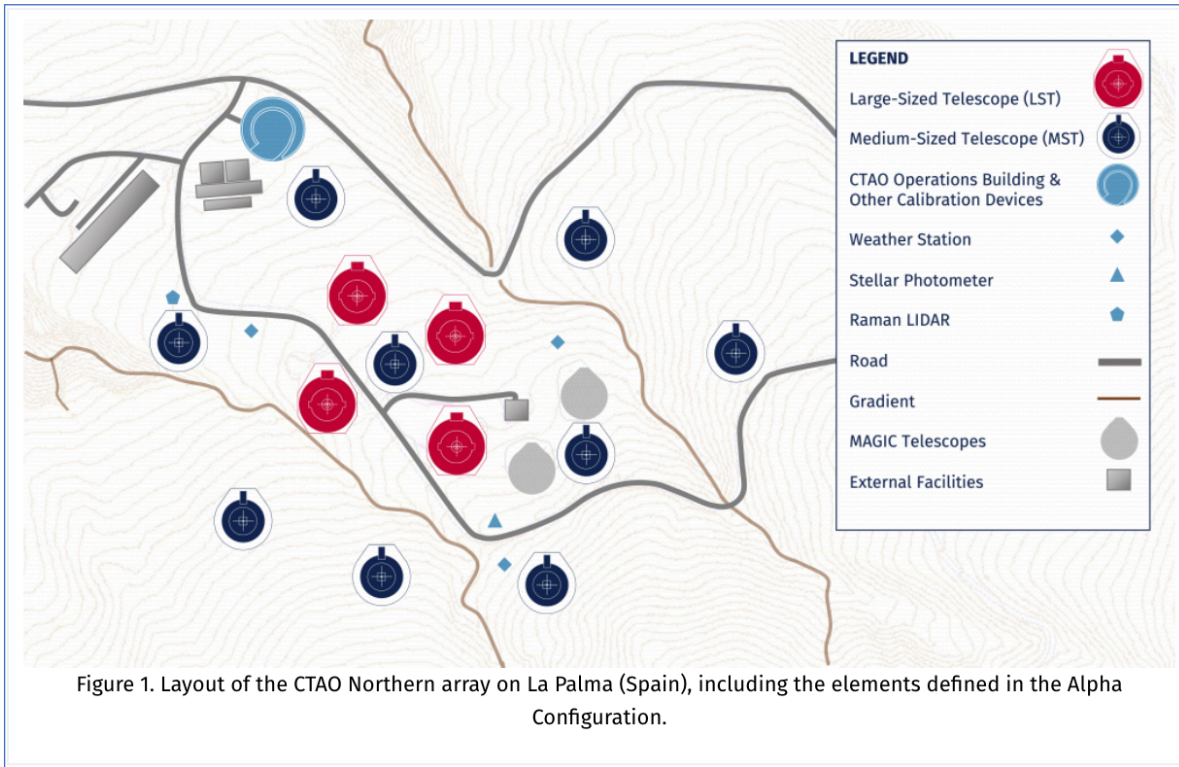 LEGEND
Large-Sized Telescope (LST)
Medium-Sized Telescope (MST)
CTAO Operations Building &
Other Calibration Devices
Weather Station
Stellar Photometer
Raman LIDAR
Road
Gradient
MAGIC Telescopes
External Facilities
Figure 1. Layout of the CTAO Northern array on La Palma (Spain), including the elements defined in the Alpha
Configuration.